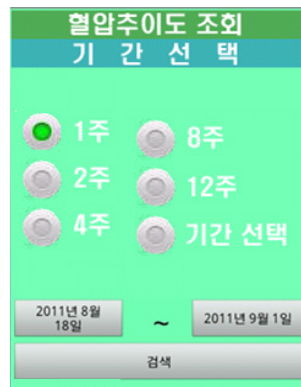 혈압추이도 조회
기 간 선 택
1주 8주
2주 12주
4주 기간 선택
2011년 8월
18일 ~ 2011년 9월 1일
검색